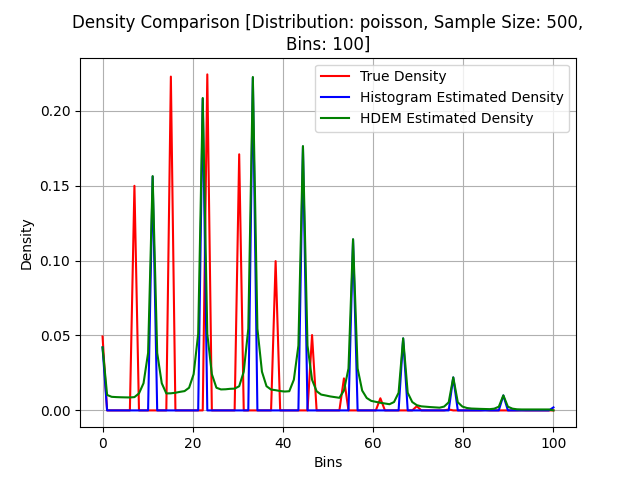 Density Comparison [Distribution: poisson, Sample Size: 500,
Bins: 100]
True Density
Histogram Estimated Density
HDEM Estimated Density
Density
0.20
0.15
0.10
0.05
0.00
0 20 40 60 80 100
Bins